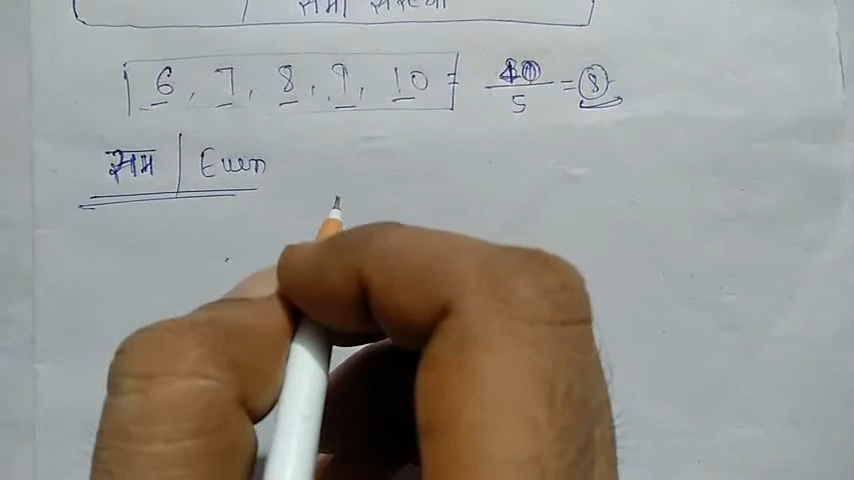 संख्या
6, 7, 8, 9, 10 = 40/5 = 8
सम | Even